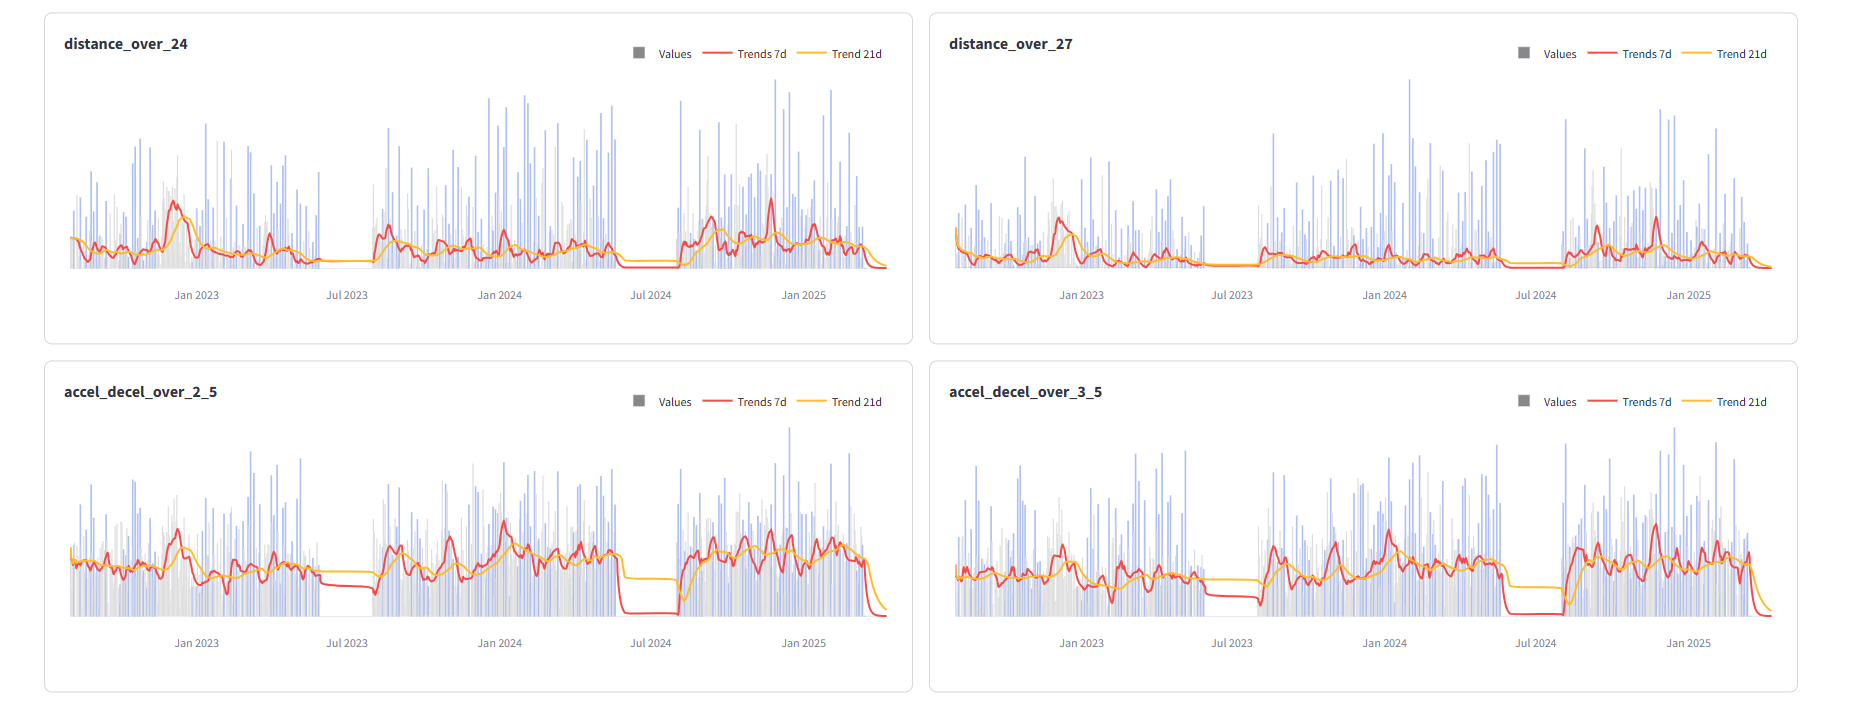 distance_over_24
Values Trends 7d Trend 21d
Jan 2023 Jul 2023 Jan 2024 Jul 2024 Jan 2025
distance_over_27
Values Trends 7d Trend 21d
Jan 2023 Jul 2023 Jan 2024 Jul 2024 Jan 2025
accel_decel_over_2_5
Values Trends 7d Trend 21d
Jan 2023 Jul 2023 Jan 2024 Jul 2024 Jan 2025
accel_decel_over_3_5
Values Trends 7d Trend 21d
Jan 2023 Jul 2023 Jan 2024 Jul 2024 Jan 2025